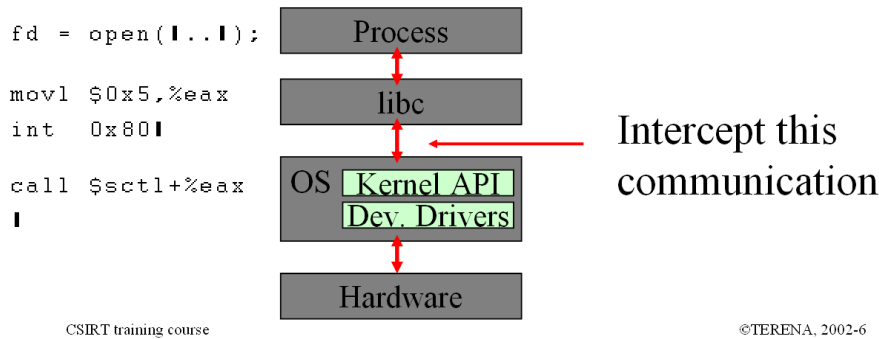 fd = open(▮..▮);
Process
movl $0x5,%eax
libc
int 0x80▮
Intercept this
communication
call $sctl+%eax
OS
Kernel API
▮
Dev. Drivers
Hardware
CSIRT training course
©TERENA, 2002-6